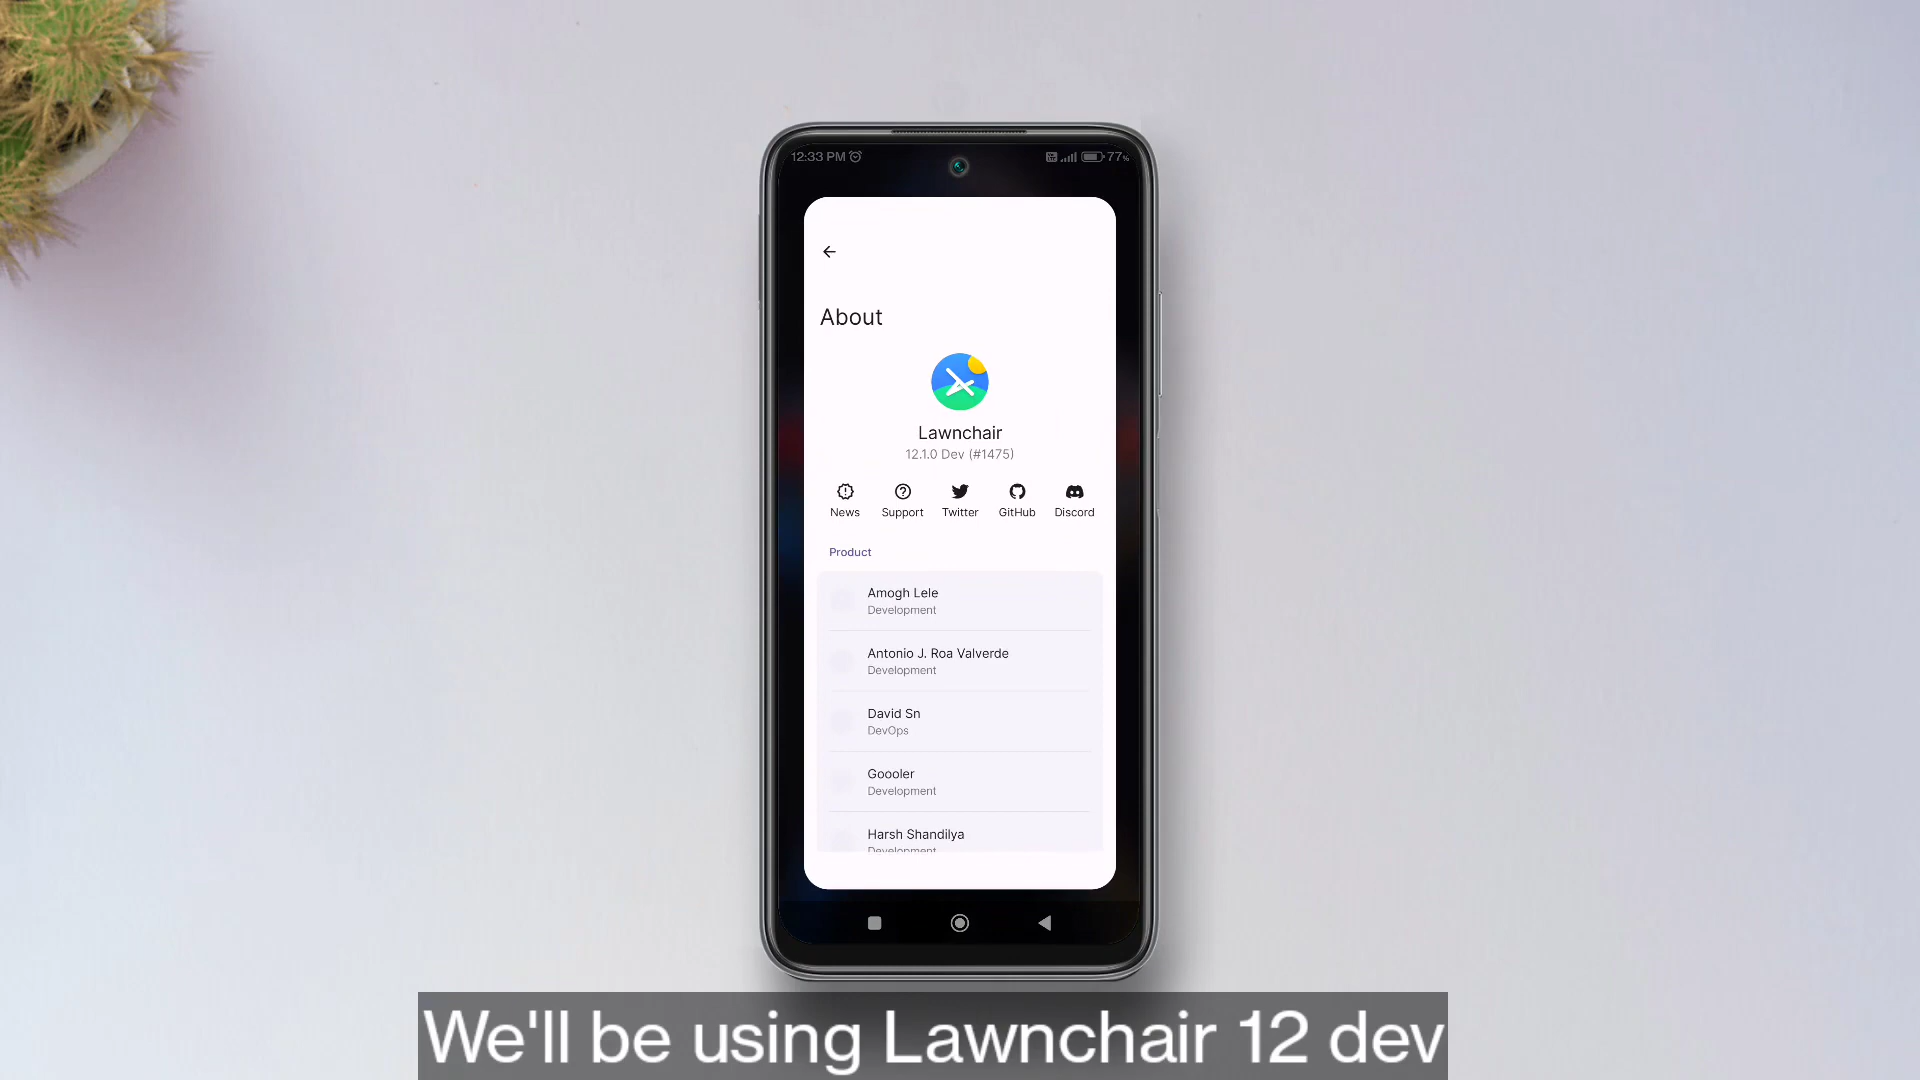 12:33 PM
77%
About
Lawnchair
12.1.0 Dev (#1475)
News Support Twitter GitHub Discord
Product
Amogh Lele
Development
Antonio J. Roa Valverde
Development
David Sn
DevOps
Goooler
Development
Harsh Shandilya
Development
We'll be using Lawnchair 12 dev